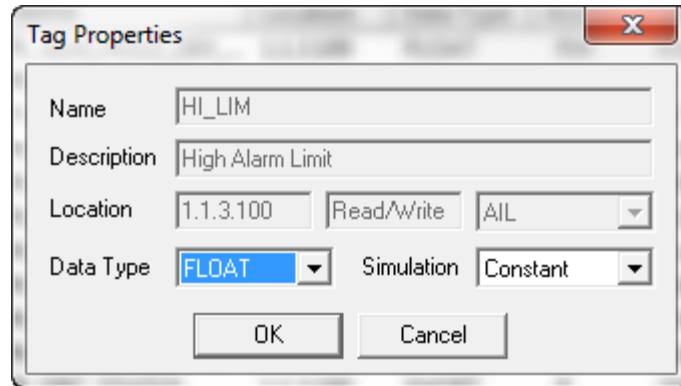 Tag Properties
Name HI_LIM
Description High Alarm Limit
Location 1.1.3.100 Read/Write AIL
Data Type FLOAT Simulation Constant
OK Cancel